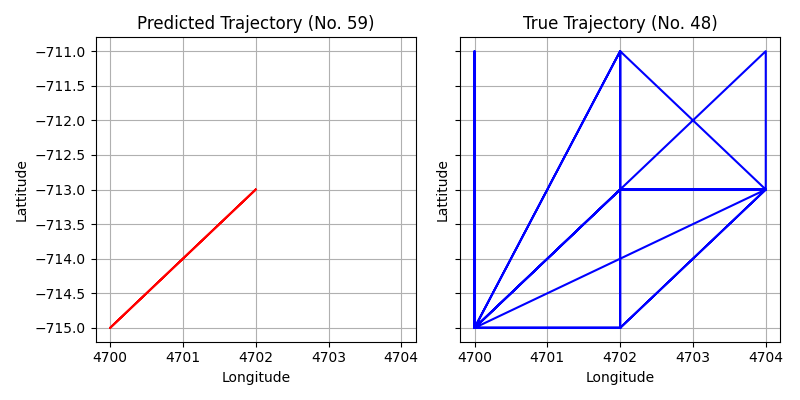 Predicted Trajectory (No. 59)
True Trajectory (No. 48)
−711.0
−711.5
−712.0
−712.5
−713.0
−713.5
−714.0
−714.5
−715.0
Lattitude
Lattitude
4700 4701 4702 4703 4704
4700 4701 4702 4703 4704
Longitude
Longitude